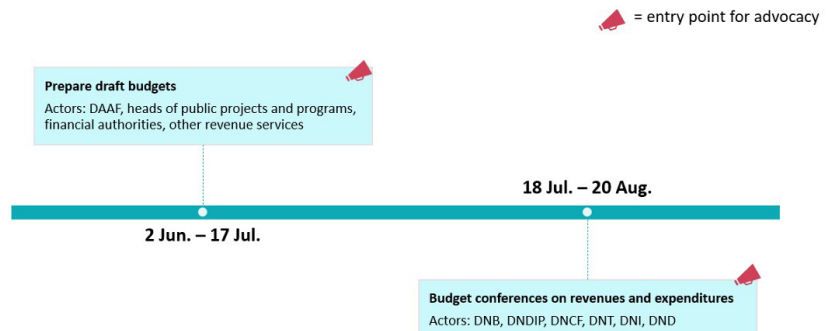 = entry point for advocacy
Prepare draft budgets
Actors: DAAF, heads of public projects and programs,
financial authorities, other revenue services
18 Jul. – 20 Aug.
2 Jun. – 17 Jul.
Budget conferences on revenues and expenditures
Actors: DNB, DNDIP, DNCF, DNT, DNI, DND